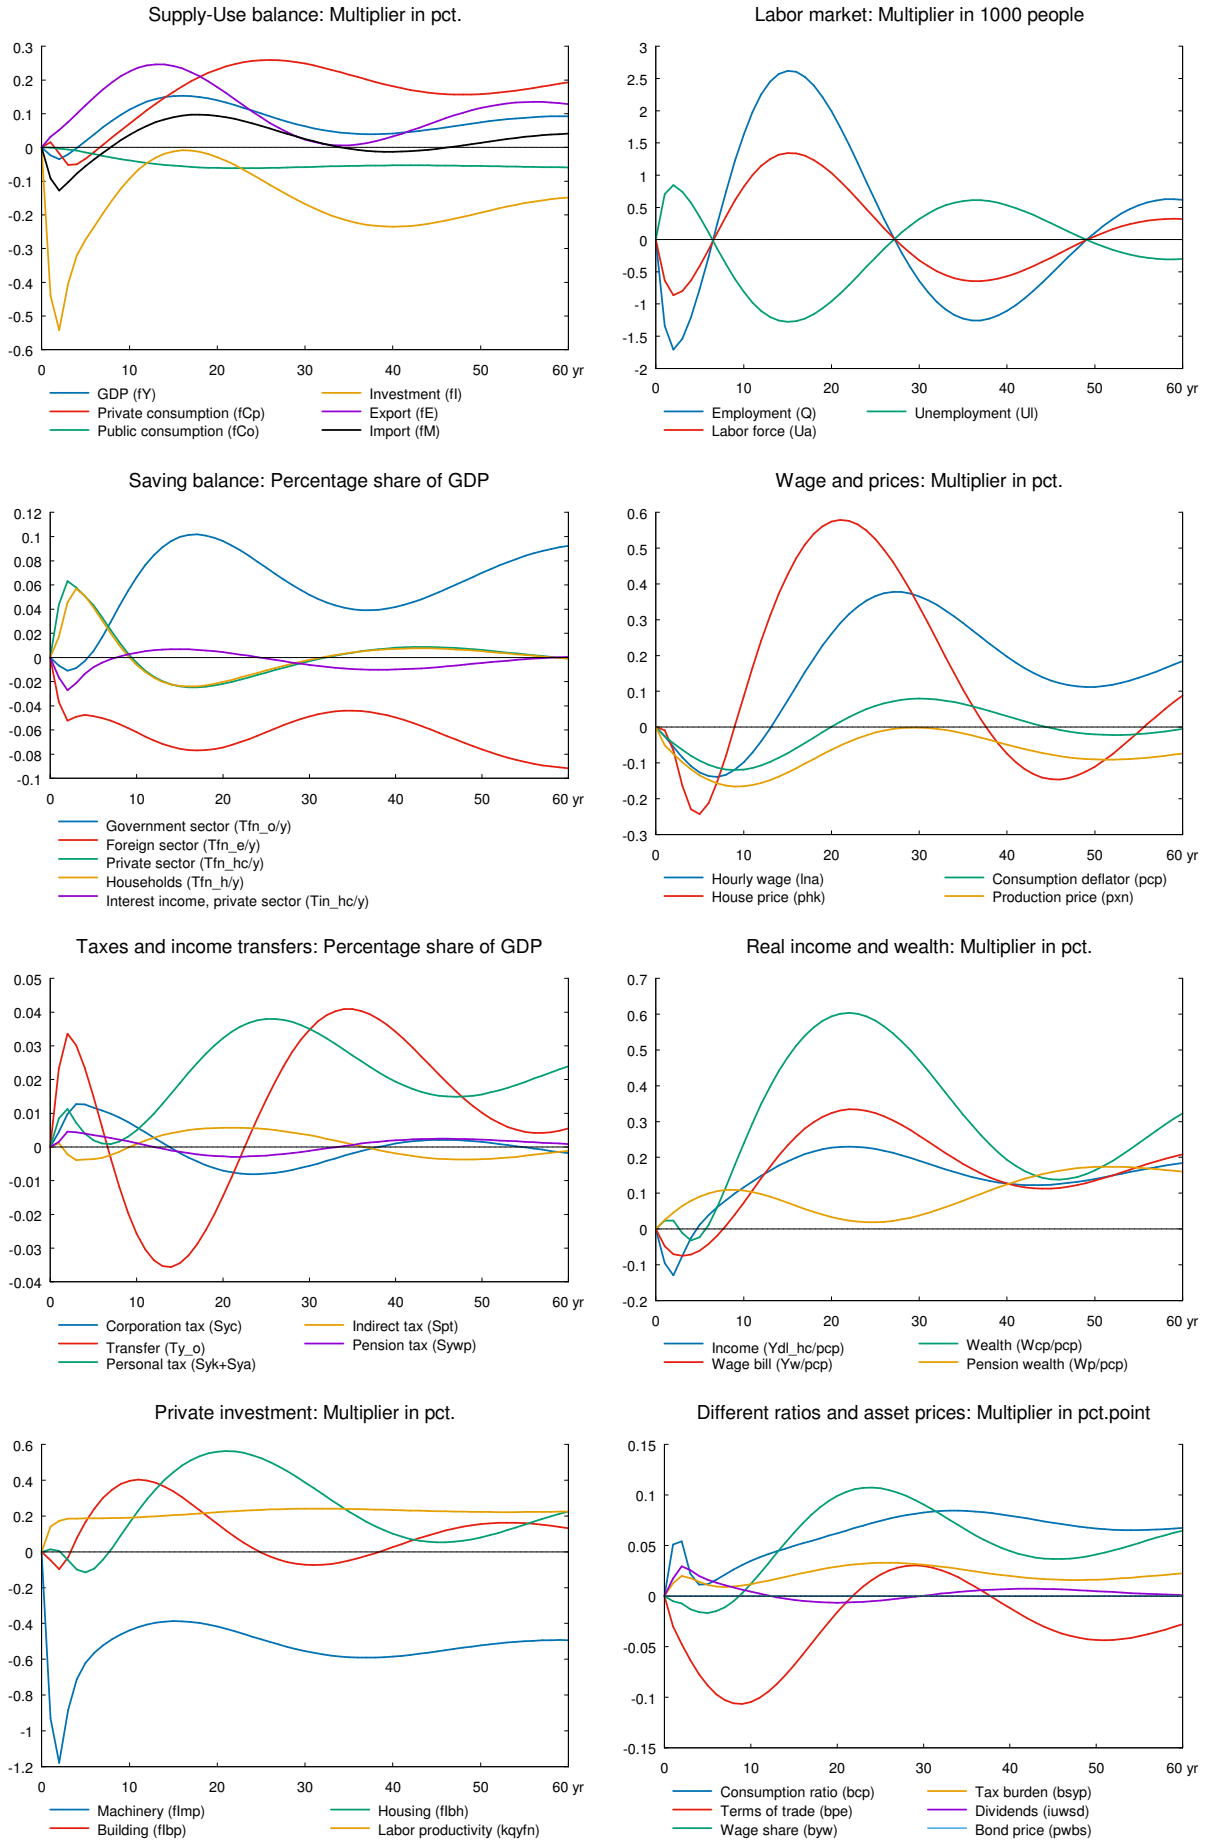 Supply-Use balance: Multiplier in pct.
0.3
0.2
0.1
0
-0.1
-0.2
-0.3
-0.4
-0.5
-0.6
0 10 20 30 40 50 60 yr
GDP (fY)
Private consumption (fCp)
Public consumption (fCo)
Investment (fI)
Export (fE)
Import (fM)
Labor market: Multiplier in 1000 people
3
2.5
2
1.5
1
0.5
0
-0.5
-1
-1.5
-2
0 10 20 30 40 50 60 yr
Employment (Q)
Labor force (Ua)
Unemployment (Ul)
Saving balance: Percentage share of GDP
0.12
0.1
0.08
0.06
0.04
0.02
0
-0.02
-0.04
-0.06
-0.08
-0.1
0 10 20 30 40 50 60 yr
Government sector (Tfn_o/y)
Foreign sector (Tfn_e/y)
Private sector (Tfn_hc/y)
Households (Tfn_h/y)
Interest income, private sector (Tin_hc/y)
Wage and prices: Multiplier in pct.
0.6
0.5
0.4
0.3
0.2
0.1
0
-0.1
-0.2
-0.3
0 10 20 30 40 50 60 yr
Hourly wage (lna)
House price (phk)
Consumption deflator (pcp)
Production price (pxn)
Taxes and income transfers: Percentage share of GDP
0.05
0.04
0.03
0.02
0.01
0
-0.01
-0.02
-0.03
-0.04
0 10 20 30 40 50 60 yr
Corporation tax (Syc)
Transfer (Ty_o)
Personal tax (Syk+Sya)
Indirect tax (Spt)
Pension tax (Sywp)
Real income and wealth: Multiplier in pct.
0.7
0.6
0.5
0.4
0.3
0.2
0.1
0
-0.1
-0.2
0 10 20 30 40 50 60 yr
Income (Ydl_hc/pcp)
Wage bill (Yw/pcp)
Wealth (Wcp/pcp)
Pension wealth (Wp/pcp)
Private investment: Multiplier in pct.
0.6
0.4
0.2
0
-0.2
-0.4
-0.6
-0.8
-1
-1.2
0 10 20 30 40 50 60 yr
Machinery (fImp)
Building (fIbp)
Housing (fIbh)
Labor productivity (kqyfn)
Different ratios and asset prices: Multiplier in pct.point
0.15
0.1
0.05
0
-0.05
-0.1
-0.15
0 10 20 30 40 50 60 yr
Consumption ratio (bcp)
Terms of trade (bpe)
Wage share (byw)
Tax burden (bsyp)
Dividends (iuwsd)
Bond price (pwbs)